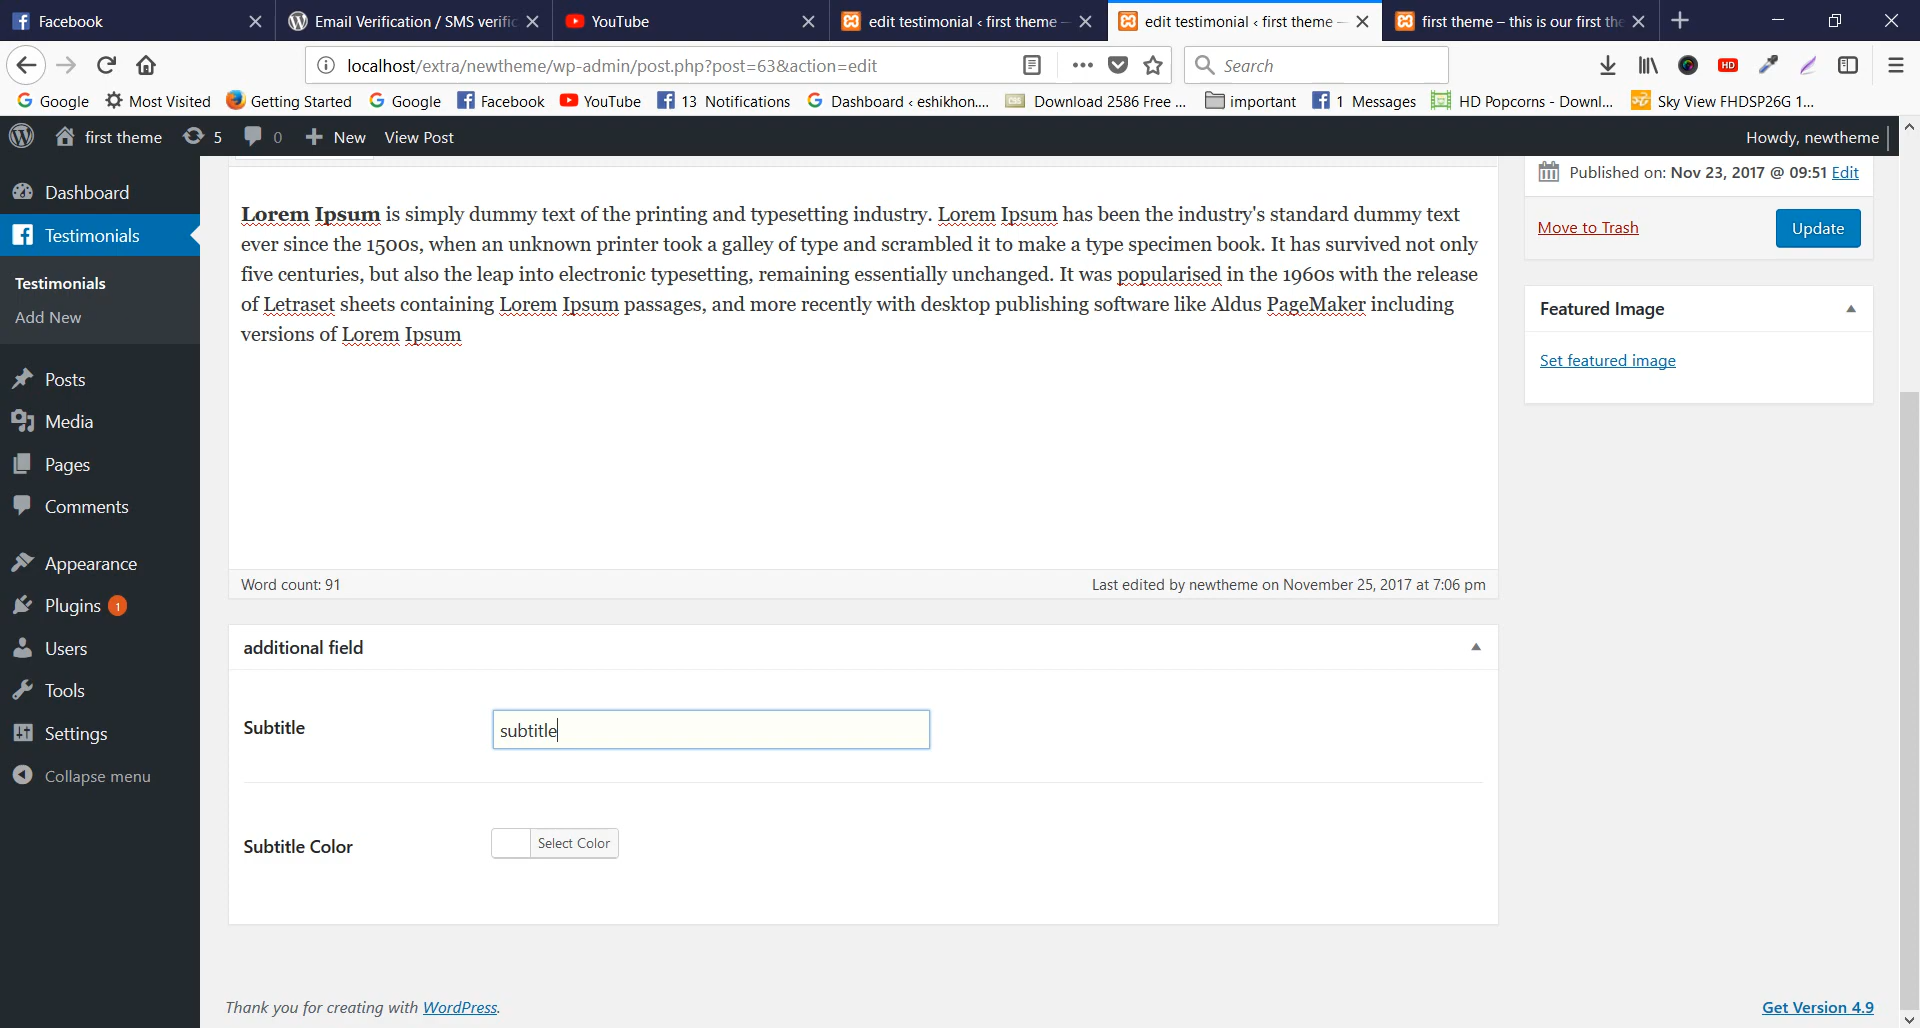 Facebook
Email Verification / SMS verific
YouTube
edit testimonial ‹ first theme –
edit testimonial ‹ first theme –
first theme – this is our first the
localhost/extra/newtheme/wp-admin/post.php?post=63&action=edit
Search
HD
Google
Most Visited
Getting Started
Google
Facebook
YouTube
13 Notifications
Dashboard ‹ eshikhon....
Download 2586 Free ...
important
1 Messages
HD Popcorns - Downl...
Sky View FHDSP26G 1...
first theme
5
0
New
View Post
Howdy, newtheme
Dashboard
Testimonials
Testimonials
Add New
Posts
Media
Pages
Comments
Appearance
Plugins 1
Users
Tools
Settings
Collapse menu
Lorem Ipsum is simply dummy text of the printing and typesetting industry. Lorem Ipsum has been the industry's standard dummy text
ever since the 1500s, when an unknown printer took a galley of type and scrambled it to make a type specimen book. It has survived not only
five centuries, but also the leap into electronic typesetting, remaining essentially unchanged. It was popularised in the 1960s with the release
of Letraset sheets containing Lorem Ipsum passages, and more recently with desktop publishing software like Aldus PageMaker including
versions of Lorem Ipsum
Word count: 91
Last edited by newtheme on November 25, 2017 at 7:06 pm
Published on: Nov 23, 2017 @ 09:51 Edit
Move to Trash
Update
Featured Image
Set featured image
additional field
Subtitle
subtitle
Subtitle Color
Select Color
Thank you for creating with WordPress.
Get Version 4.9